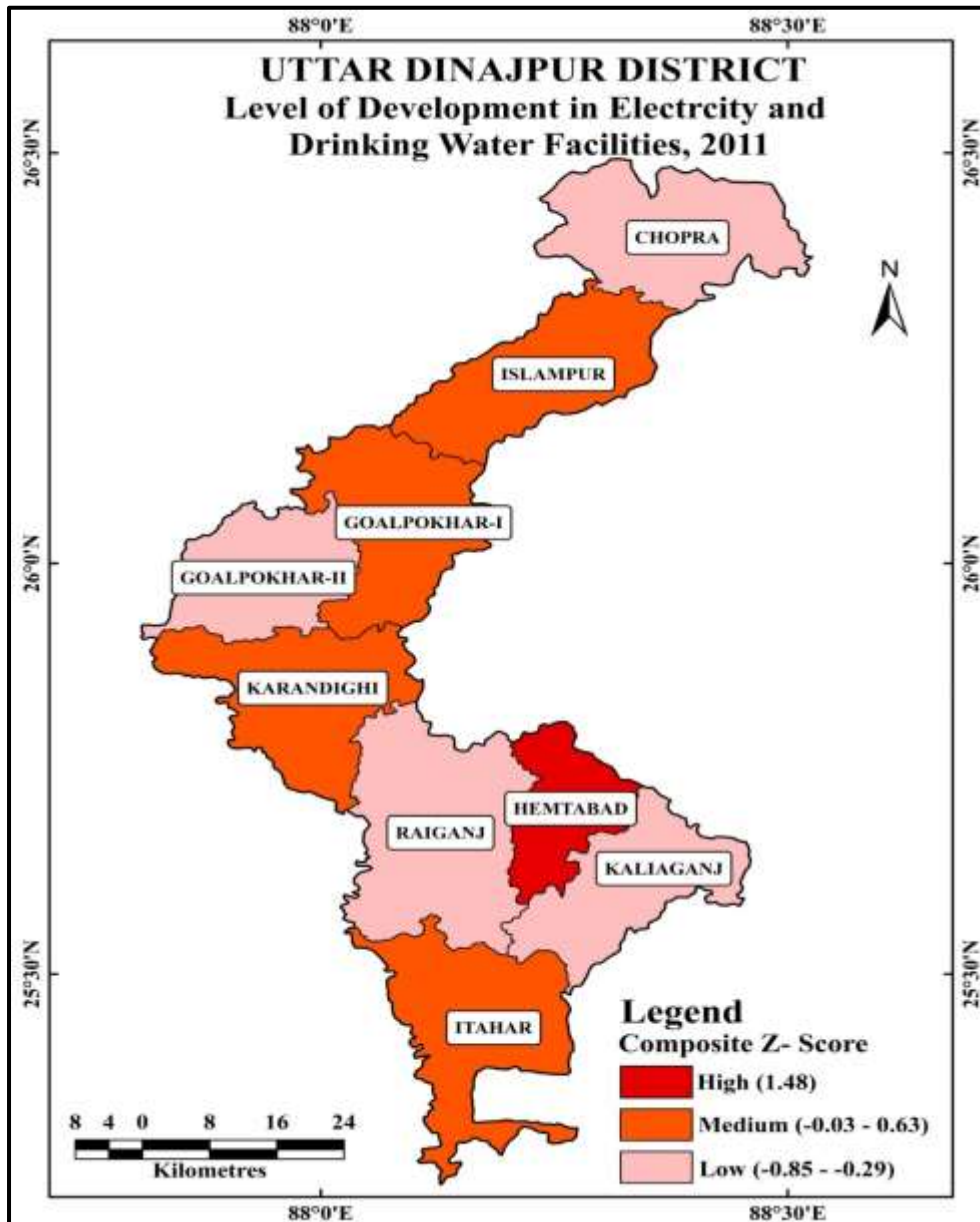 88°0'E
88°30'E
UTTAR DINAJPUR DISTRICT
Level of Development in Electrcity and
Drinking Water Facilities, 2011
26°30'N
26°30'N
CHOPRA
N
ISLAMPUR
GOALPOKHAR-I
26°0'N
26°0'N
GOALPOKHAR-II
KARANDIGHI
HEMTABAD
RAIGANJ
KALIAGANJ
25°30'N
25°30'N
ITAHAR
Legend
Composite Z- Score
High (1.48)
Medium (-0.03 - 0.63)
Low (-0.85 - -0.29)
8 4 0 8 16 24
Kilometres
88°0'E
88°30'E